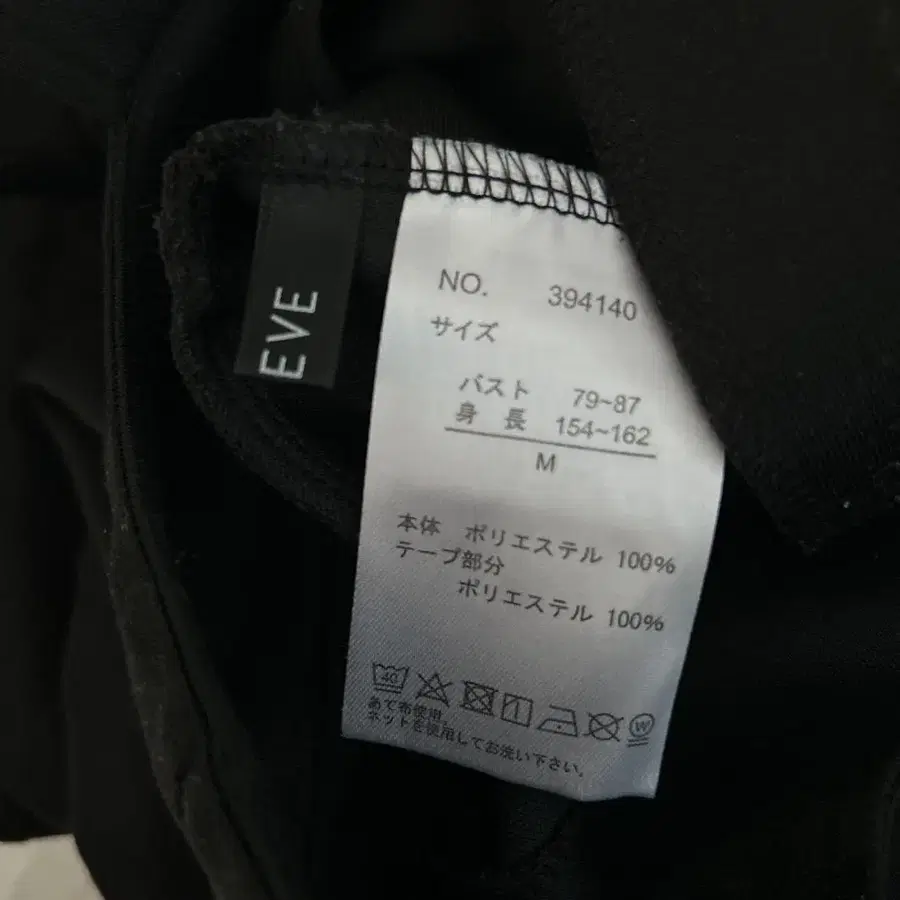 EVE
NO. 394140
サイズ
バスト 79~87
身長 154~162
M
本体 ポリエステル 100%
テープ部分
ポリエステル 100%
40
W
あて布使用。
ネットを使用してお洗い下さい。